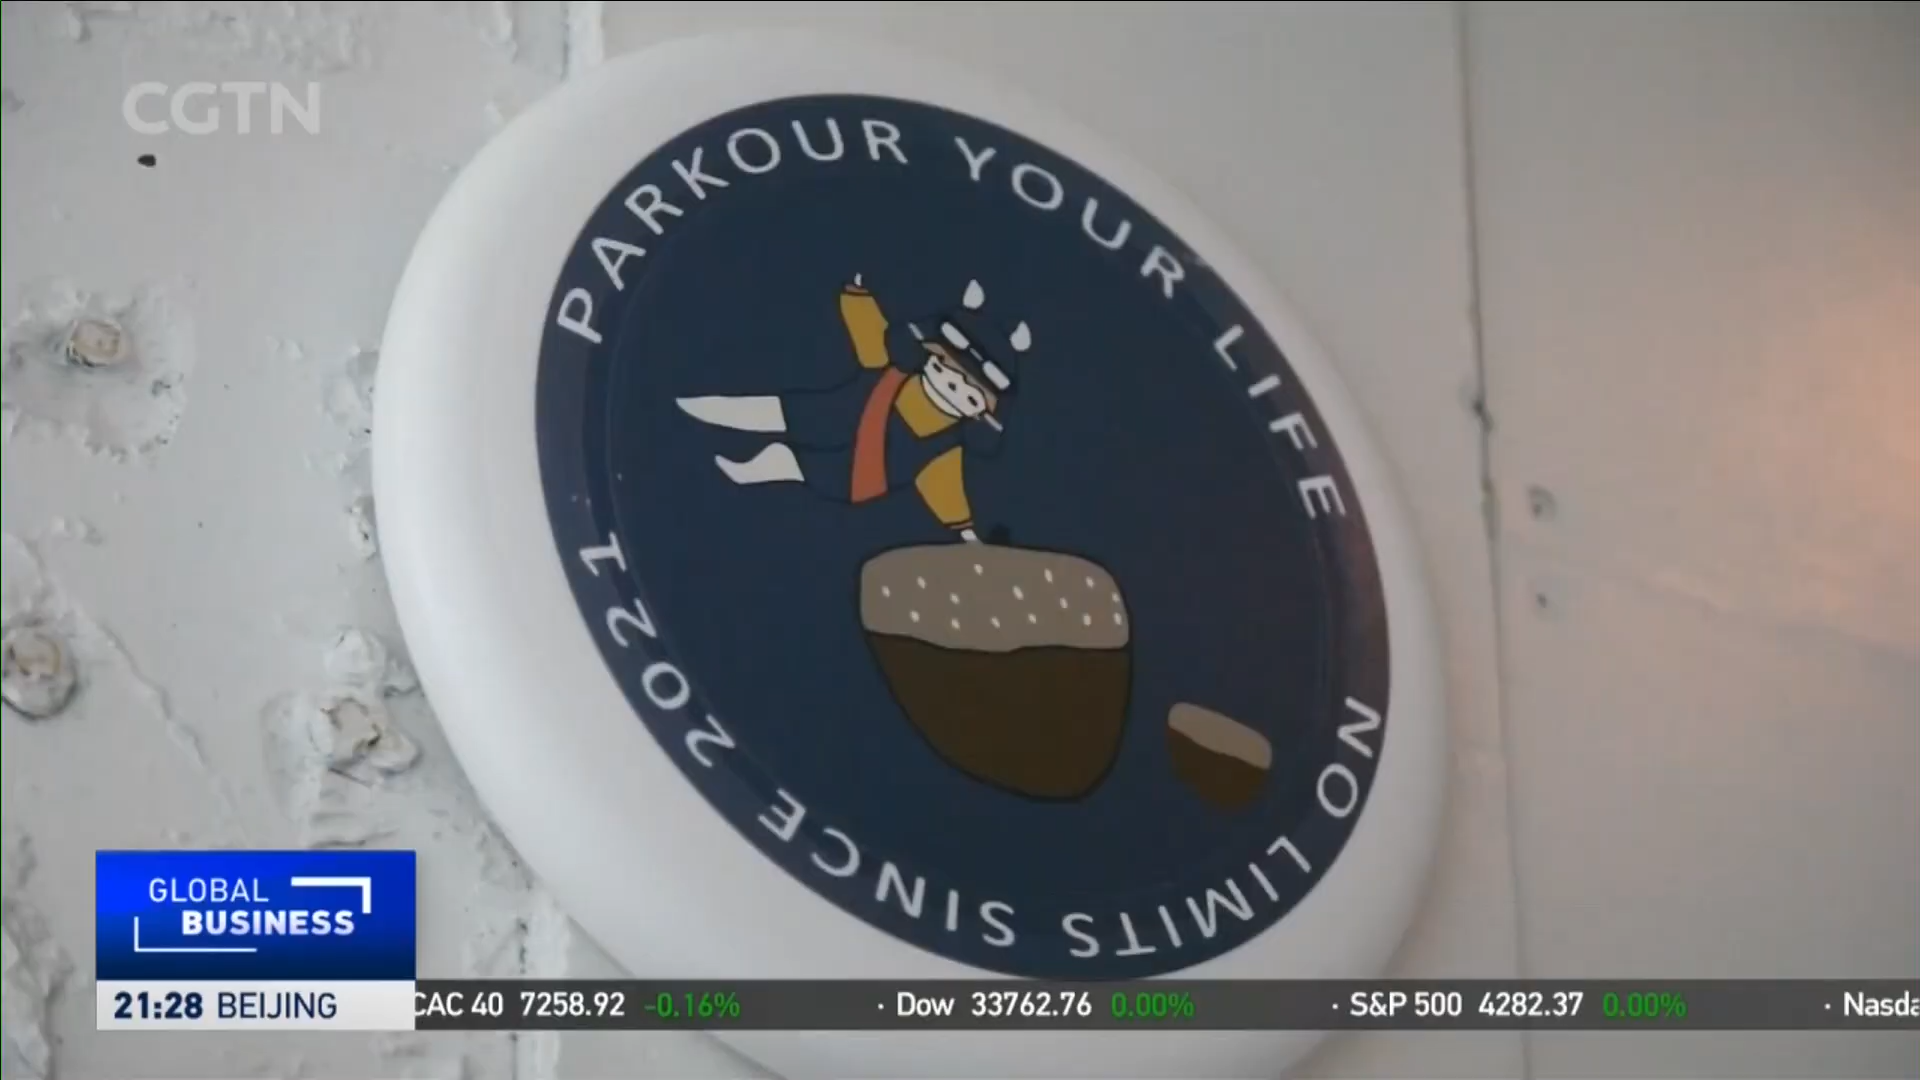 CGTN
PARKOUR YOUR LIFE
NO LIMITS SINCE 2021
GLOBAL
BUSINESS
21:28 BEIJING
CAC 40 7258.92 -0.16% · Dow 33762.76 0.00% · S&P 500 4282.37 0.00% ·